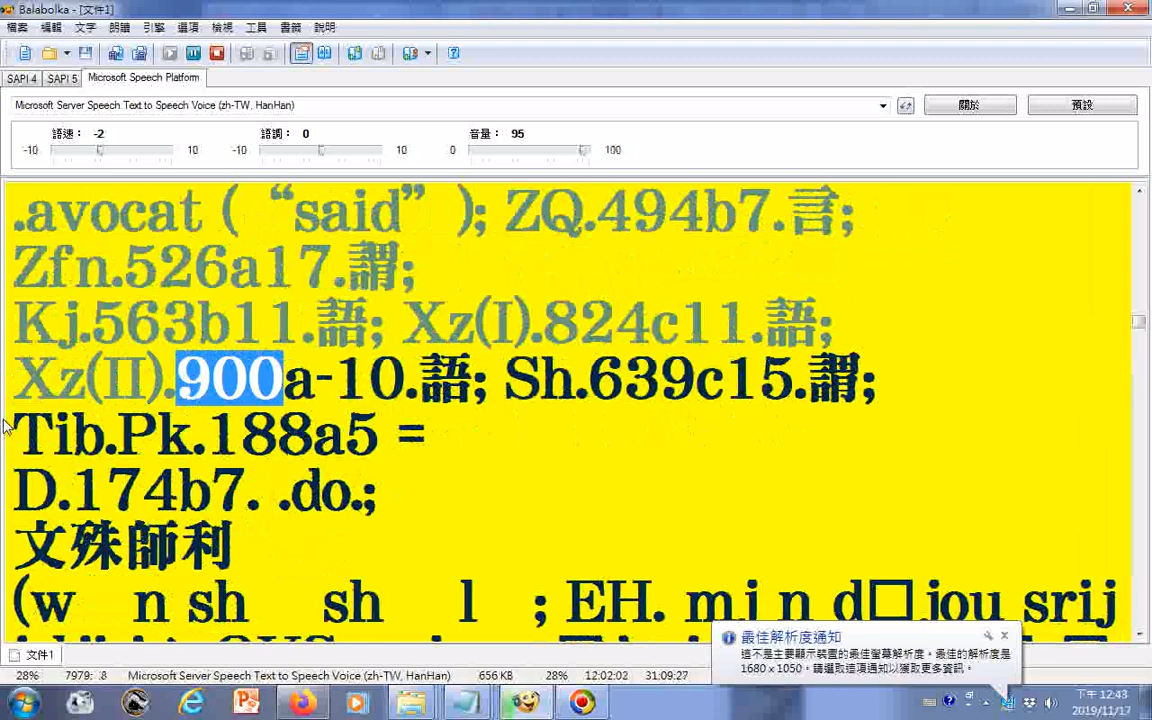 Balabolka - [文件1]
檔案 編輯 文字 朗讀 引擎 選項 檢視 工具 書籤 說明
SAPI 4 SAPI 5 Microsoft Speech Platform
Microsoft Server Speech Text to Speech Voice (zh-TW, HanHan) 關於 預設
語速： -2 語調： 0 音量： 95
-10 10 -10 10 0 100
.avocat (“said”); ZQ.494b7.言;
Zfn.526a17.謂;
Kj.563b11.語; Xz(I).824c11.語;
Xz(II).900a-10.語; Sh.639c15.謂;
Tib.Pk.188a5 =
D.174b7. .do.;
文殊師利
(w n sh sh l ; EH. mj n d□jou srij
最佳解析度通知
這不是主要顯示裝置的最佳螢幕解析度。最佳的解析度是
1680 x 1050。請選取這項通知以獲取更多資訊。
文件1
28% 7979: :8 Microsoft Server Speech Text to Speech Voice (zh-TW, HanHan) 656 KB 28% 12:02:02 31:09:27
下午 12:43
2019/11/17